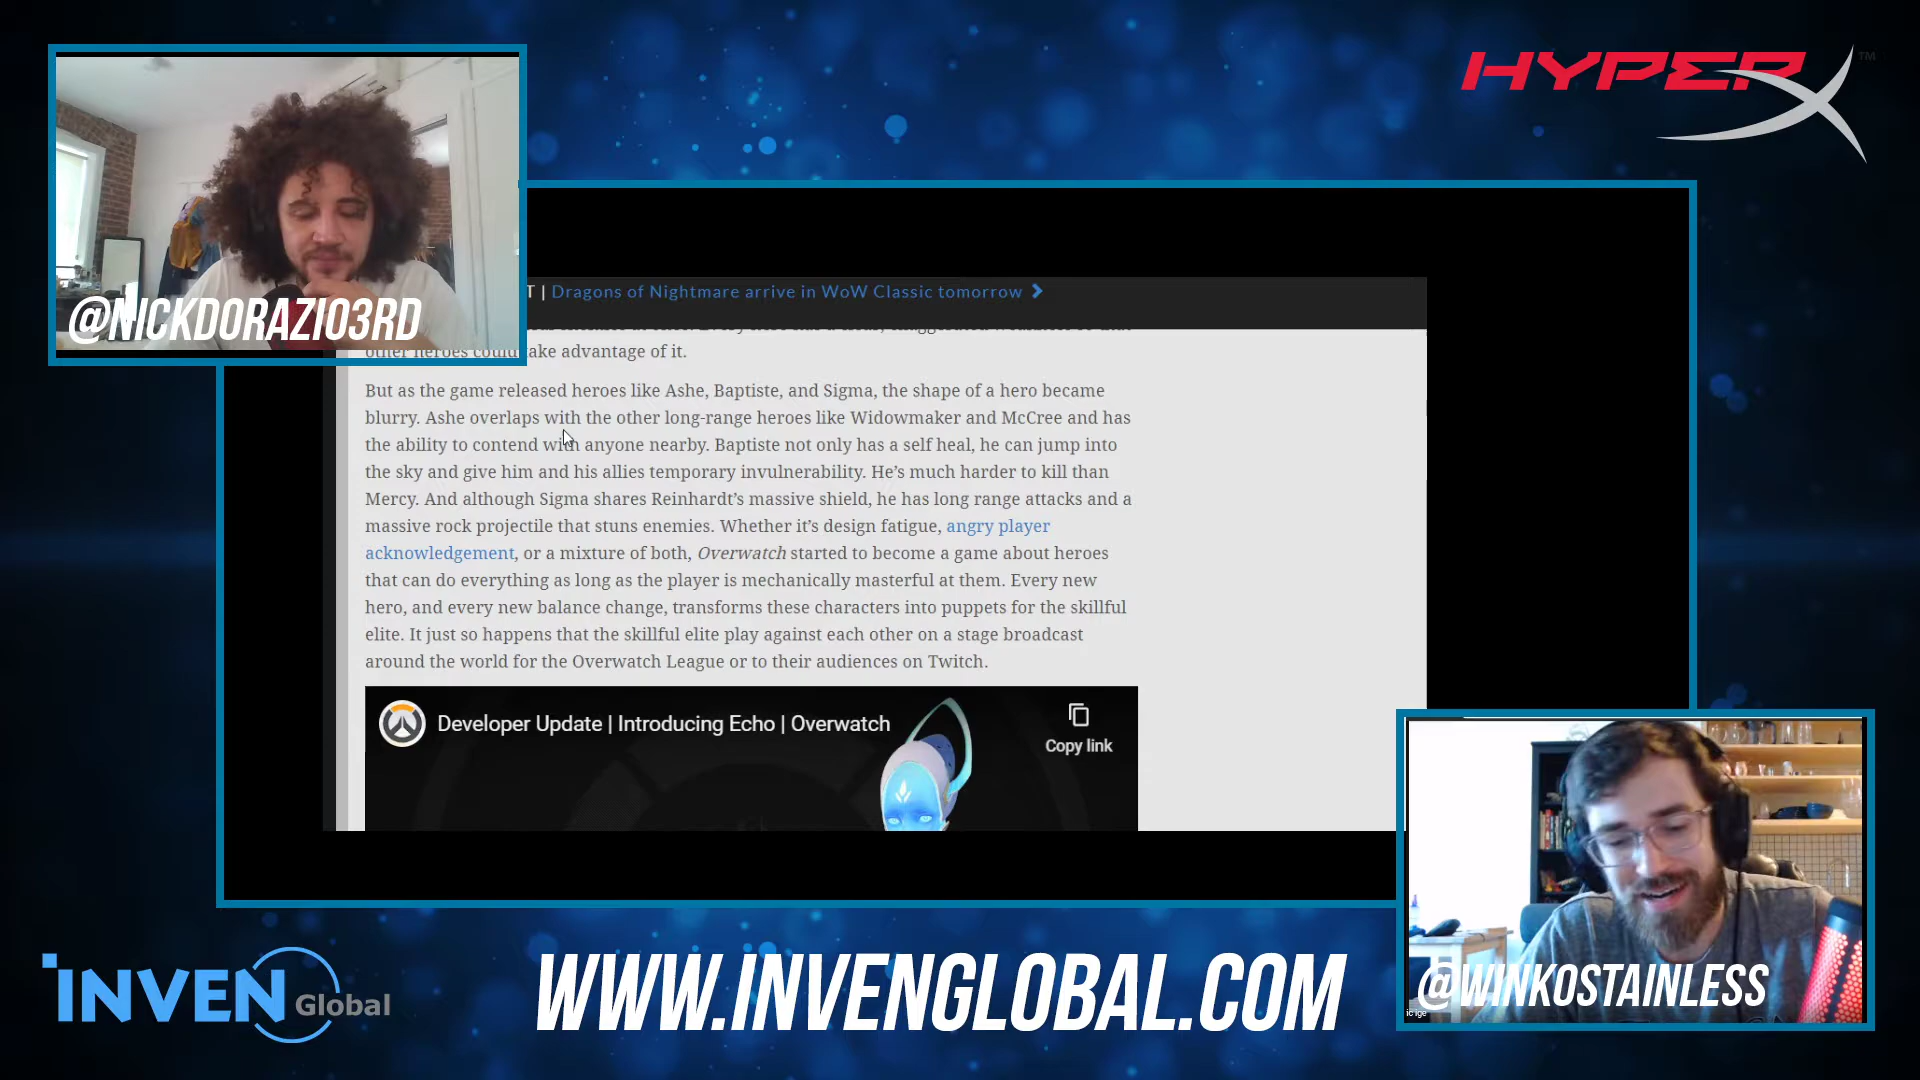 HYPERX
TM
T | Dragons of Nightmare arrive in WoW Classic tomorrow
@NICKDORAZIO3RD
other heroes could take advantage of it.
But as the game released heroes like Ashe, Baptiste, and Sigma, the shape of a hero became
blurry. Ashe overlaps with the other long-range heroes like Widowmaker and McCree and has
the ability to contend with anyone nearby. Baptiste not only has a self heal, he can jump into
the sky and give him and his allies temporary invulnerability. He's much harder to kill than
Mercy. And although Sigma shares Reinhardt's massive shield, he has long range attacks and a
massive rock projectile that stuns enemies. Whether it's design fatigue, angry player
acknowledgement, or a mixture of both, Overwatch started to become a game about heroes
that can do everything as long as the player is mechanically masterful at them. Every new
hero, and every new balance change, transforms these characters into puppets for the skillful
elite. It just so happens that the skillful elite play against each other on a stage broadcast
around the world for the Overwatch League or to their audiences on Twitch.
Developer Update | Introducing Echo | Overwatch
Copy link
@WINKOSTAINLESS
INVEN Global
WWW.INVENGLOBAL.COM